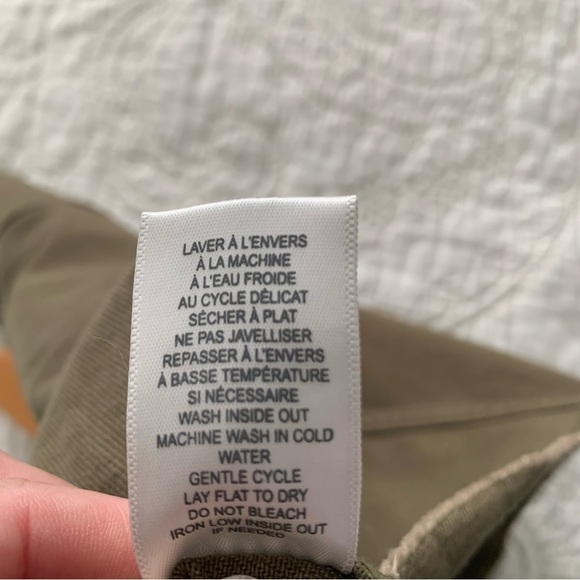 LAVER À L'ENVERS
À LA MACHINE
À L'EAU FROIDE
AU CYCLE DÉLICAT
SÉCHER À PLAT
NE PAS JAVELLISER
REPASSER À L'ENVERS
À BASSE TEMPÉRATURE
SI NÉCESSAIRE
WASH INSIDE OUT
MACHINE WASH IN COLD
WATER
GENTLE CYCLE
LAY FLAT TO DRY
DO NOT BLEACH
IRON LOW INSIDE OUT
IF NEEDED